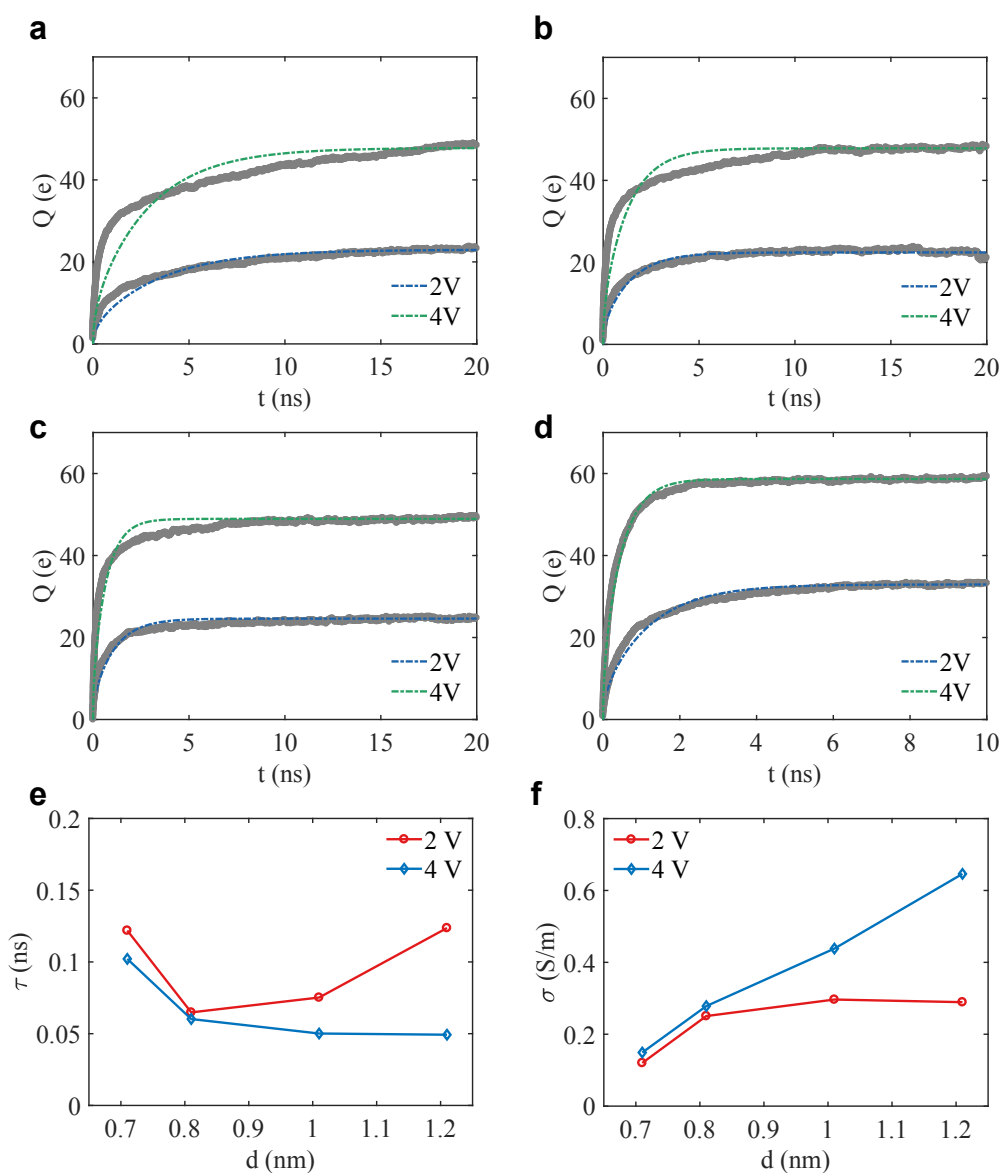 a
60
40
20
0
Q (e)
2V
4V
0 5 10 15 20
t (ns)
b
60
40
20
0
Q (e)
2V
4V
0 5 10 15 20
t (ns)
c
60
40
20
0
Q (e)
2V
4V
0 5 10 15 20
t (ns)
d
60
40
20
0
Q (e)
2V
4V
0 2 4 6 8 10
t (ns)
e
0.2
0.15
0.1
0.05
0
τ (ns)
2 V
4 V
0.7 0.8 0.9 1 1.1 1.2
d (nm)
f
0.8
0.6
0.4
0.2
0
σ (S/m)
2 V
4 V
0.7 0.8 0.9 1 1.1 1.2
d (nm)